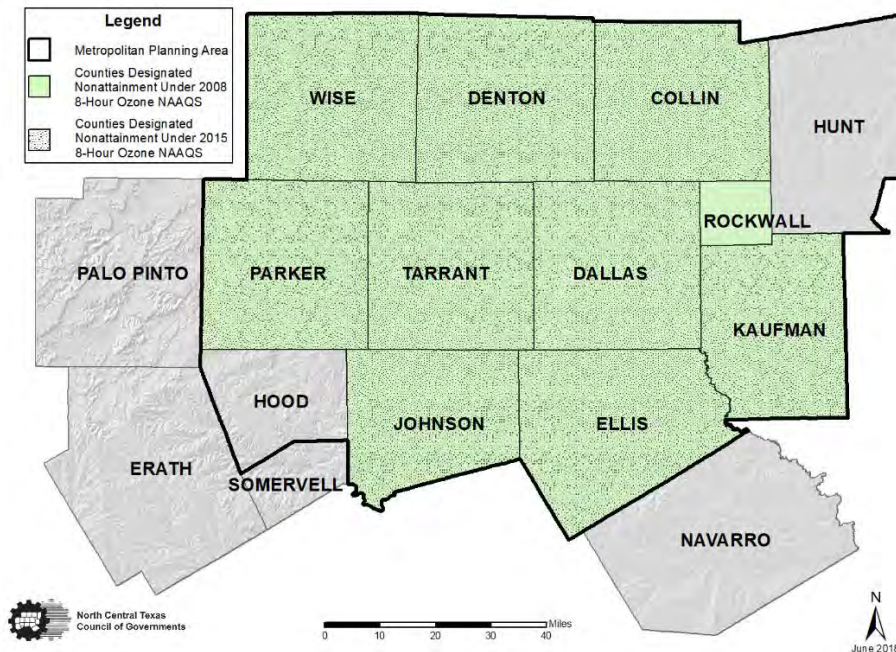 Legend
Metropolitan Planning Area
Counties Designated
Nonattainment Under 2008
8-Hour Ozone NAAQS
Counties Designated
Nonattainment Under 2015
8-Hour Ozone NAAQS
WISE
DENTON
COLLIN
HUNT
ROCKWALL
PALO PINTO
PARKER
TARRANT
DALLAS
KAUFMAN
HOOD
JOHNSON
ELLIS
ERATH
SOMERVELL
NAVARRO
North Central Texas
Council of Governments
Miles
0 10 20 30 40
N
June 2018